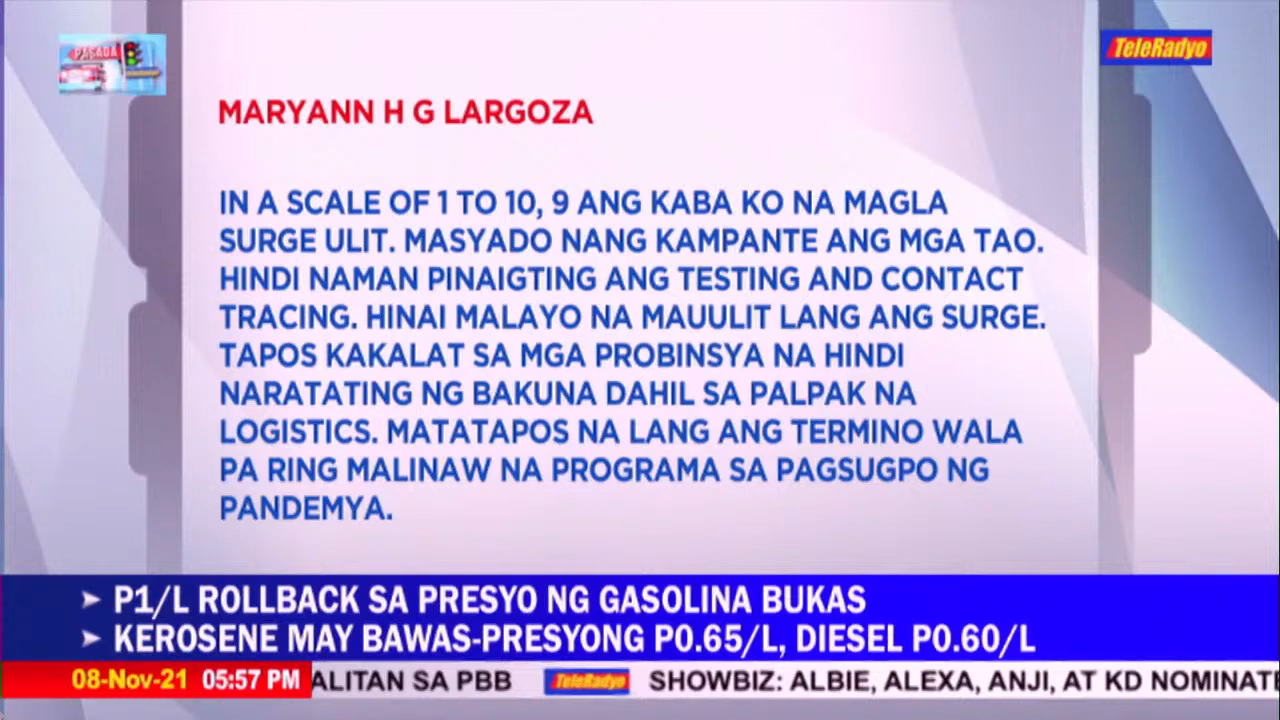 PASADA
TeleRadyo
MARYANN H G LARGOZA
IN A SCALE OF 1 TO 10, 9 ANG KABA KO NA MAGLA
SURGE ULIT. MASYADO NANG KAMPANTE ANG MGA TAO.
HINDI NAMAN PINAIGTING ANG TESTING AND CONTACT
TRACING. HINAI MALAYO NA MAUULIT LANG ANG SURGE.
TAPOS KAKALAT SA MGA PROBINSYA NA HINDI
NARATATING NG BAKUNA DAHIL SA PALPAK NA
LOGISTICS. MATATAPOS NA LANG ANG TERMINO WALA
PA RING MALINAW NA PROGRAMA SA PAGSUGPO NG
PANDEMYA.
P1/L ROLLBACK SA PRESYO NG GASOLINA BUKAS
KEROSENE MAY BAWAS-PRESYONG P0.65/L, DIESEL P0.60/L
08-Nov-21 05:57 PM ALITAN SA PBB TeleRadyo SHOWBIZ: ALBIE, ALEXA, ANJI, AT KD NOMINATE